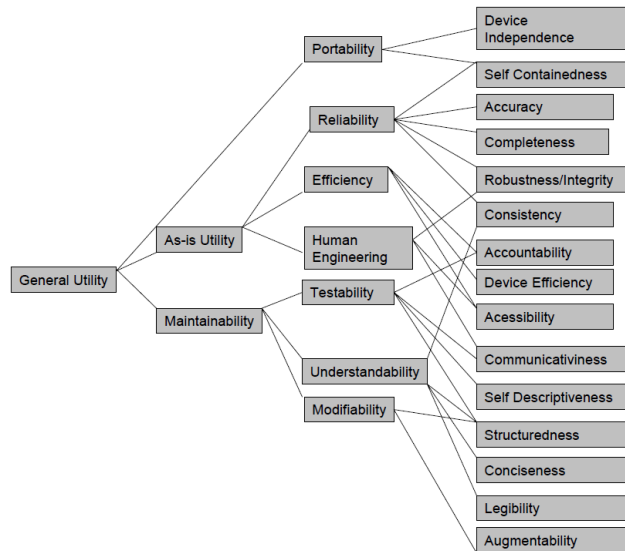 General Utility
Portability
As-is Utility
Maintainability
Reliability
Efficiency
Human
Engineering
Testability
Understandability
Modifiability
Device
Independence
Self Containedness
Accuracy
Completeness
Robustness/Integrity
Consistency
Accountability
Device Efficiency
Acessibility
Communicativiness
Self Descriptiveness
Structuredness
Conciseness
Legibility
Augmentability